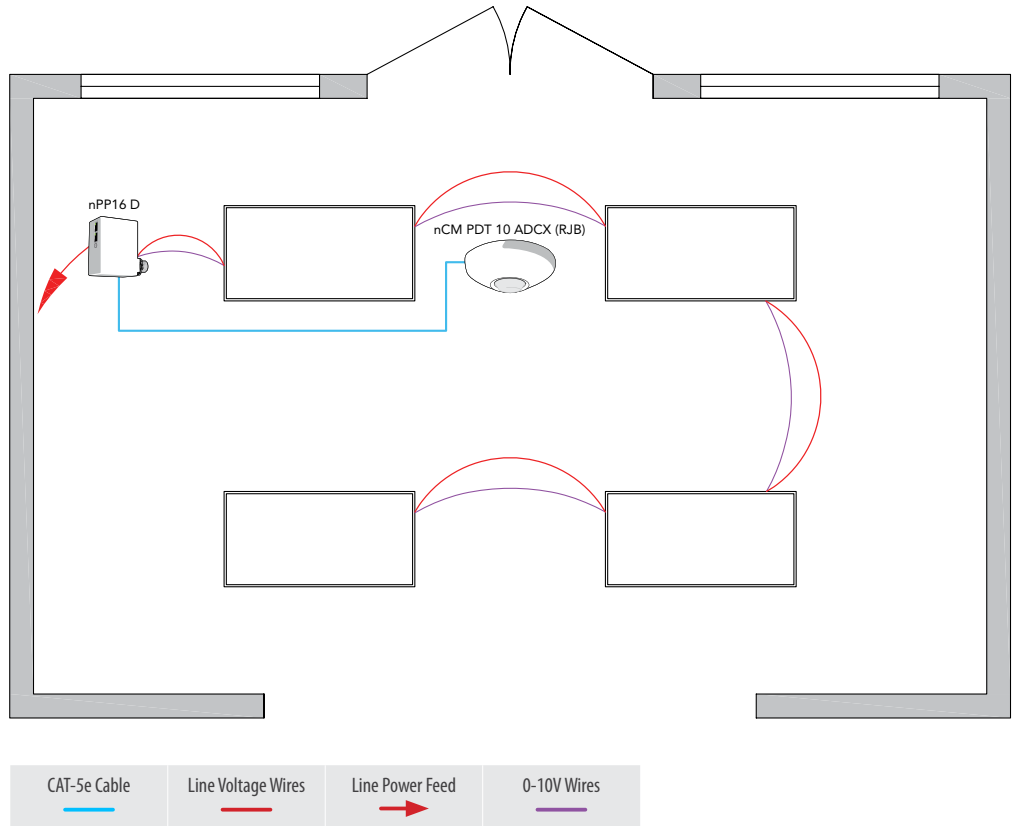 nPP16 D
nCM PDT 10 ADCX (RJB)
CAT-5e Cable
Line Voltage Wires
Line Power Feed
0-10V Wires